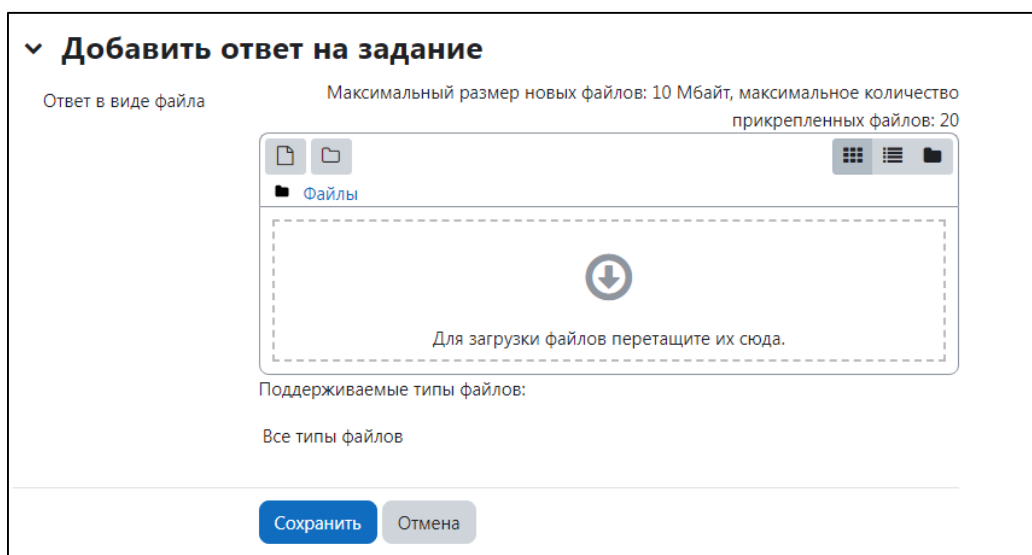 Добавить ответ на задание
Ответ в виде файла
Максимальный размер новых файлов: 10 Мбайт, максимальное количество
прикрепленных файлов: 20
Файлы
Для загрузки файлов перетащите их сюда.
Поддерживаемые типы файлов:
Все типы файлов
Сохранить
Отмена